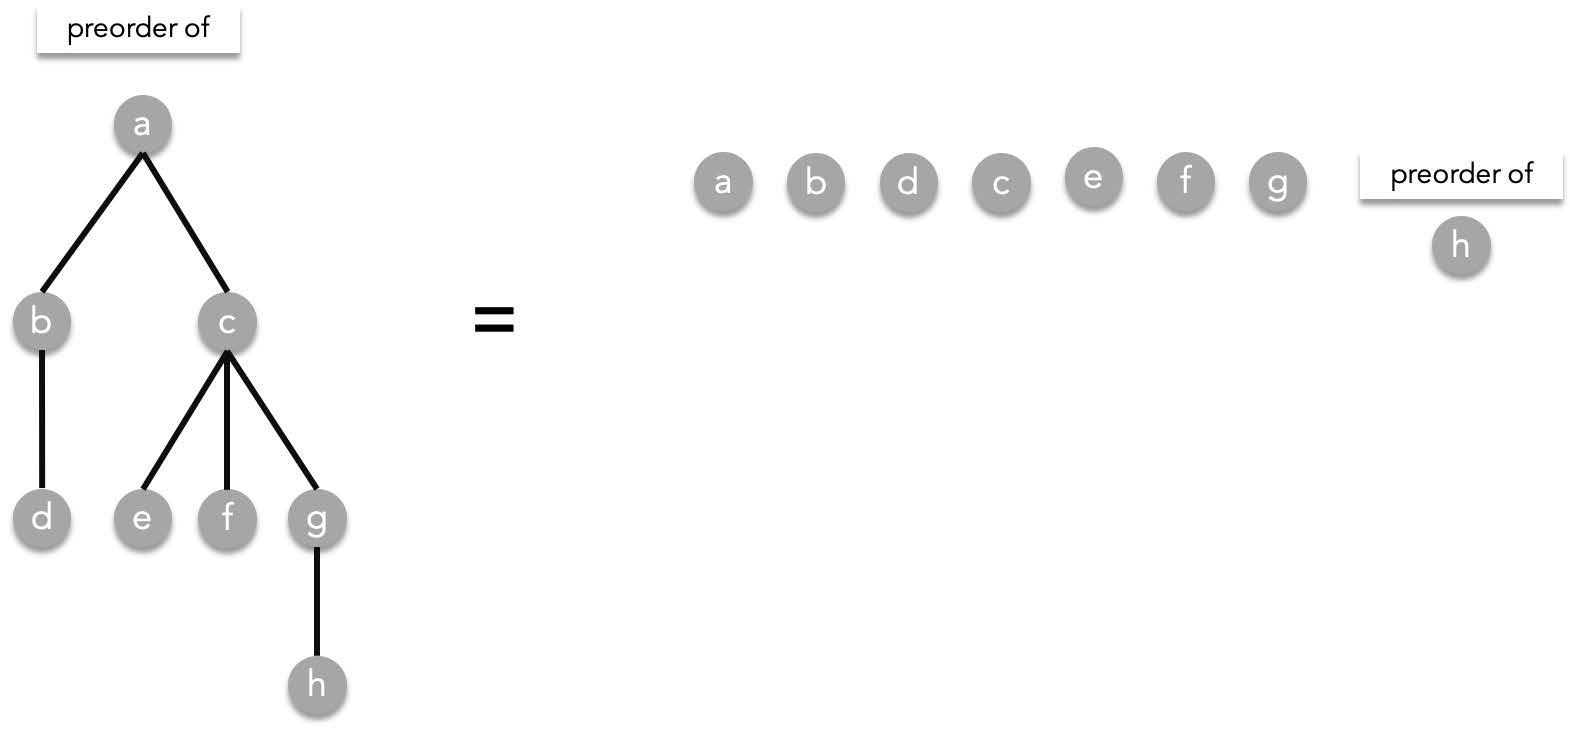 preorder of
a
b c
d e f g
h
=
a b d c e f g preorder of
h